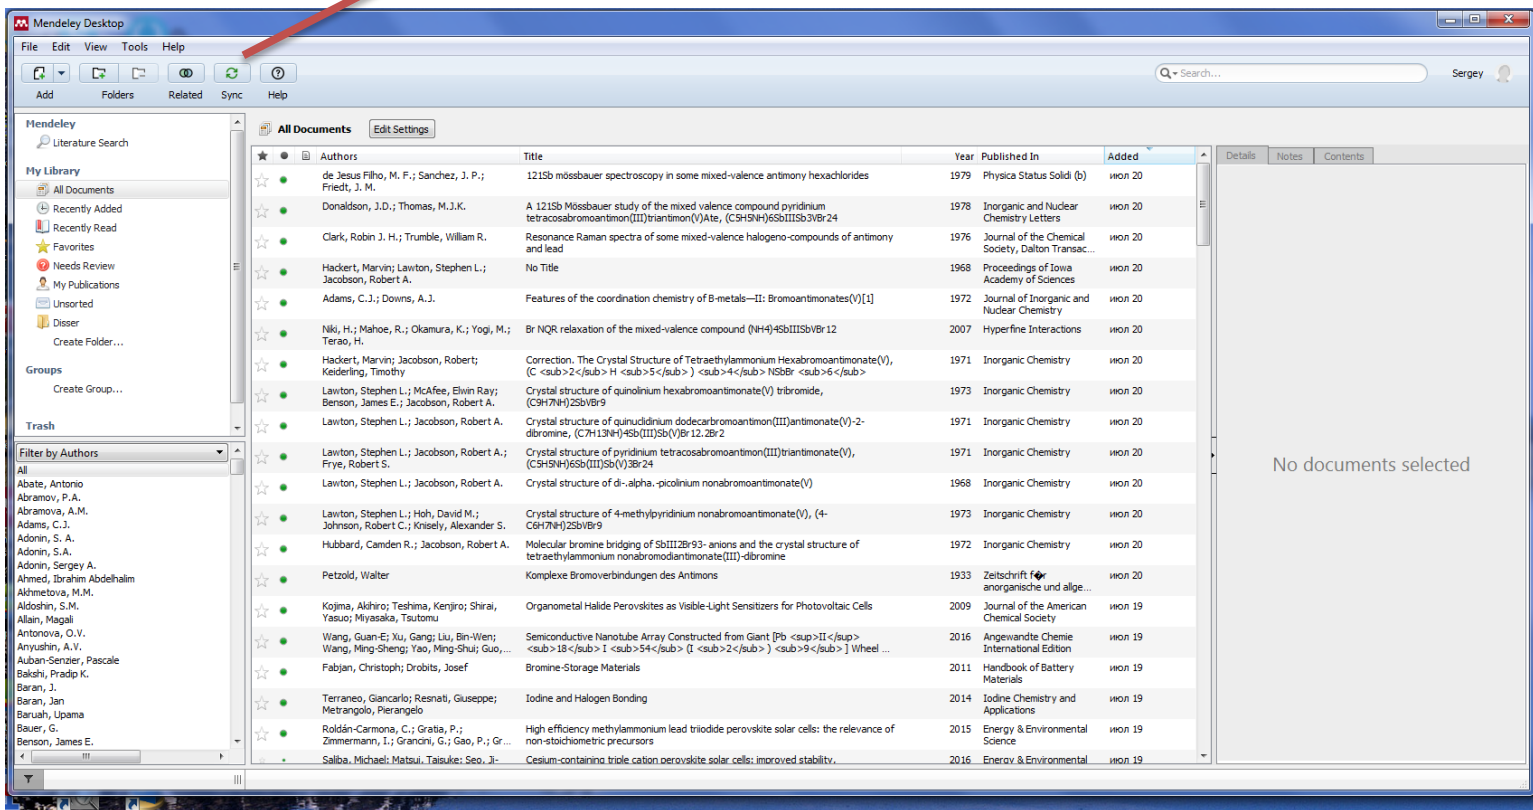 Mendeley Desktop
File Edit View Tools Help
Search...
Sergey
Add Folders Related Sync Help
Mendeley
Literature Search
My Library
All Documents
Recently Added
Recently Read
Favorites
Needs Review
My Publications
Unsorted
Disser
Create Folder...
Groups
Create Group...
Trash
Filter by Authors
All
Abate, Antonio
Abramov, P.A.
Abramova, A.M.
Adams, C.J.
Adonin, S. A.
Adonin, S.A.
Adonin, Sergey A.
Ahmed, Ibrahim Abdelhalim
Akhmetova, M.M.
Aldoshin, S.M.
Allain, Magali
Antonova, O.V.
Anyushin, A.V.
Auban-Senzier, Pascale
Bakshi, Pradip K.
Baran, J.
Baran, Jan
Baruah, Upama
Bauer, G.
Benson, James E.
All Documents Edit Settings
Authors Title Year Published In Added
de Jesus Filho, M. F.; Sanchez, J. P.; 121Sb mössbauer spectroscopy in some mixed-valence antimony hexachlorides 1979 Physica Status Solidi (b) июл 20
Friedt, J. M.
Donaldson, J.D.; Thomas, M.J.K. A 121Sb Mössbauer study of the mixed valence compound pyridinium 1978 Inorganic and Nuclear июл 20
tetracosabromoantimon(III)triantimon(V)Ate, (C5H5NH)6SbIIISb3VBr24 Chemistry Letters
Clark, Robin J. H.; Trumble, William R. Resonance Raman spectra of some mixed-valence halogeno-compounds of antimony 1976 Journal of the Chemical июл 20
and lead Society, Dalton Transac...
Hackert, Marvin; Lawton, Stephen L.; No Title 1968 Proceedings of Iowa июл 20
Jacobson, Robert A. Academy of Sciences
Adams, C.J.; Downs, A.J. Features of the coordination chemistry of B-metals—II: Bromoantimonates(V)[1] 1972 Journal of Inorganic and июл 20
Nuclear Chemistry
Niki, H.; Mahoe, R.; Okamura, K.; Yogi, M.; Br NQR relaxation of the mixed-valence compound (NH4)4SbIIISbVBr12 2007 Hyperfine Interactions июл 20
Terao, H.
Hackert, Marvin; Jacobson, Robert; Correction. The Crystal Structure of Tetraethylammonium Hexabromoantimonate(V), 1971 Inorganic Chemistry июл 20
Keiderling, Timothy (C <sub>2</sub> H <sub>5</sub> ) <sub>4</sub> NSbBr <sub>6</sub>
Lawton, Stephen L.; McAfee, Elwin Ray; Crystal structure of quinolinium hexabromoantimonate(V) tribromide, 1973 Inorganic Chemistry июл 20
Benson, James E.; Jacobson, Robert A. (C9H7NH)2SbVBr9
Lawton, Stephen L.; Jacobson, Robert A. Crystal structure of quinuclidinium dodecarbromoantimon(III)antimonate(V)-2- 1971 Inorganic Chemistry июл 20
dibromine, (C7H13NH)4Sb(III)Sb(V)Br12.2Br2
Lawton, Stephen L.; Jacobson, Robert A.; Crystal structure of pyridinium tetracosabromoantimon(III)triantimonate(V), 1971 Inorganic Chemistry июл 20
Frye, Robert S. (C5H5NH)6Sb(III)Sb(V)3Br24
Lawton, Stephen L.; Jacobson, Robert A. Crystal structure of di-.alpha.-picolinium nonabromoantimonate(V) 1968 Inorganic Chemistry июл 20
Lawton, Stephen L.; Hoh, David M.; Crystal structure of 4-methylpyridinium nonabromoantimonate(V), (4- 1973 Inorganic Chemistry июл 20
Johnson, Robert C.; Knisely, Alexander S. C6H7NH)2SbVBr9
Hubbard, Camden R.; Jacobson, Robert A. Molecular bromine bridging of SbIII2Br93- anions and the crystal structure of 1972 Inorganic Chemistry июл 20
tetraethylammonium nonabromodiantimonate(III)-dibromine
Petzold, Walter Komplexe Bromoverbindungen des Antimons 1933 Zeitschrift f�r июл 20
anorganische und allge...
Kojima, Akihiro; Teshima, Kenjiro; Shirai, Organometal Halide Perovskites as Visible-Light Sensitizers for Photovoltaic Cells 2009 Journal of the American июл 19
Yasuo; Miyasaka, Tsutomu Chemical Society
Wang, Guan-E; Xu, Gang; Liu, Bin-Wen; Semiconductive Nanotube Array Constructed from Giant [Pb <sup>II</sup> 2016 Angewandte Chemie июл 19
Wang, Ming-Sheng; Yao, Ming-Shui; Guo,... <sub>18</sub> I <sub>54</sub> (I <sub>2</sub> ) <sub>9</sub> ] Wheel ... International Edition
Fabjan, Christoph; Drobits, Josef Bromine-Storage Materials 2011 Handbook of Battery июл 19
Materials
Terraneo, Giancarlo; Resnati, Giuseppe; Iodine and Halogen Bonding 2014 Iodine Chemistry and июл 19
Metrangolo, Pierangelo Applications
Roldán-Carmona, C.; Gratia, P.; High efficiency methylammonium lead triiodide perovskite solar cells: the relevance of 2015 Energy & Environmental июл 19
Zimmermann, I.; Grancini, G.; Gao, P.; Gr... non-stoichiometric precursors Science
Saliba, Michael; Matsui, Taisuke; Seo, Ji- Cesium-containing triple cation perovskite solar cells: improved stability, 2016 Energy & Environmental июл 19
Details Notes Contents
No documents selected